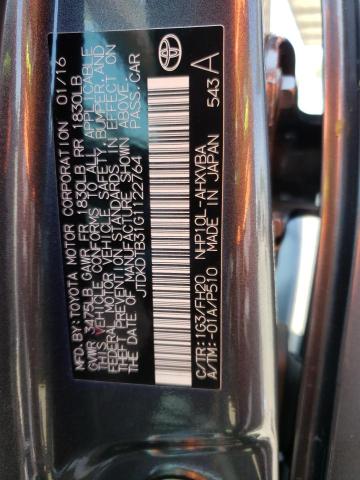 MFD. BY: TOYOTA MOTOR CORPORATION 01/16
GVWR 3475LB GAWR FR 1830LB RR 1830LB
THIS VEHICLE CONFORMS TO ALL APPLICABLE
FEDERAL MOTOR VEHICLE SAFETY, BUMPER, AND
THEFT PREVENTION STANDARDS IN EFFECT ON
THE DATE OF MANUFACTURE SHOWN ABOVE.
JTDKDTB31G1122764 PASS.CAR
C/TR:1G3/FH20 NHP10L-AHXVBA
A/TM:-01A/P510 MADE IN JAPAN 543 A